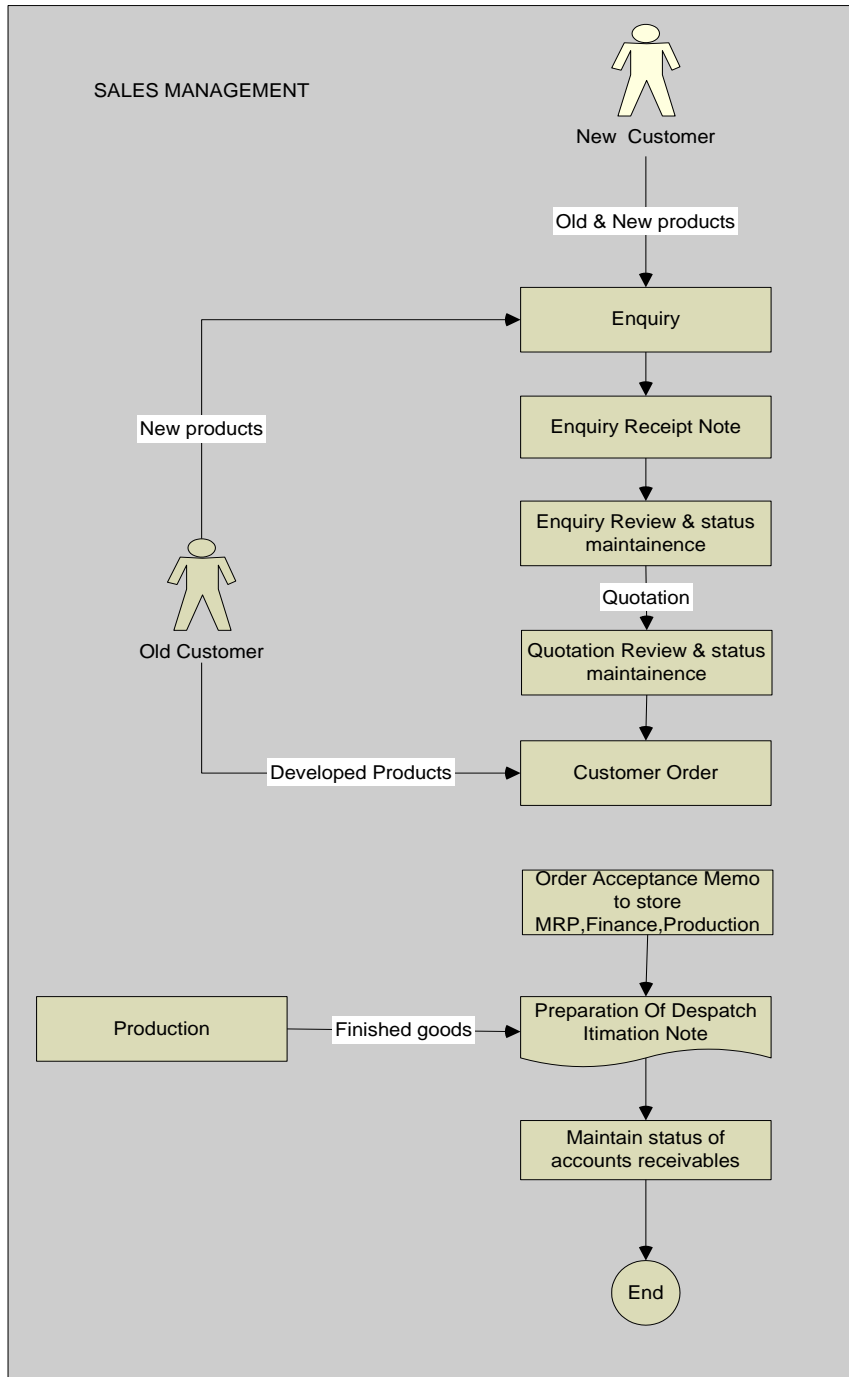 SALES MANAGEMENT
New Customer
Old & New products
Enquiry
New products
Enquiry Receipt Note
Enquiry Review & status
maintainence
Quotation
Old Customer
Quotation Review & status
maintainence
Developed Products
Customer Order
Order Acceptance Memo
to store
MRP,Finance,Production
Production
Finished goods
Preparation Of Despatch
Itimation Note
Maintain status of
accounts receivables
End